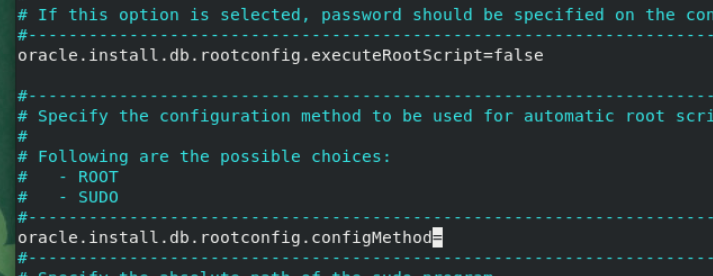 # If this option is selected, password should be specified on the con
#--------------------------------------------------------------------
oracle.install.db.rootconfig.executeRootScript=false
#--------------------------------------------------------------------
# Specify the configuration method to be used for automatic root scri
#
# Following are the possible choices:
#   - ROOT
#   - SUDO
#--------------------------------------------------------------------
oracle.install.db.rootconfig.configMethod=
#--------------------------------------------------------------------
# Specify the absolute path of the sudo program